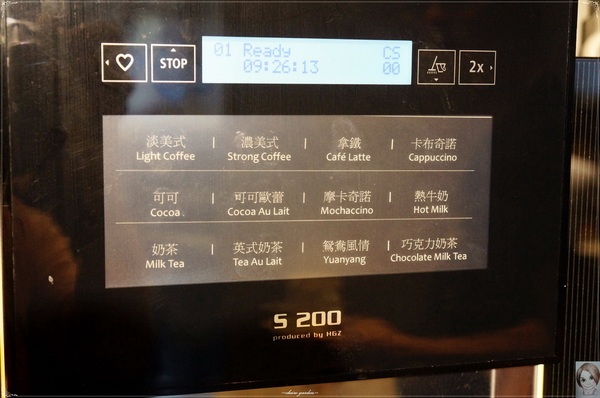 STOP
01 Ready CS
09:26:13 00
2x
淡美式 | 濃美式 | 拿鐵 | 卡布奇諾
Light Coffee Strong Coffee Café Latte Cappuccino
可可 | 可可歐蕾 | 摩卡奇諾 | 熱牛奶
Cocoa Cocoa Au Lait Mochaccino Hot Milk
奶茶 | 英式奶茶 | 鴛鴦風情 | 巧克力奶茶
Milk Tea Tea Au Lait Yuanyang Chocolate Milk Tea
S 200
produced by HGZ